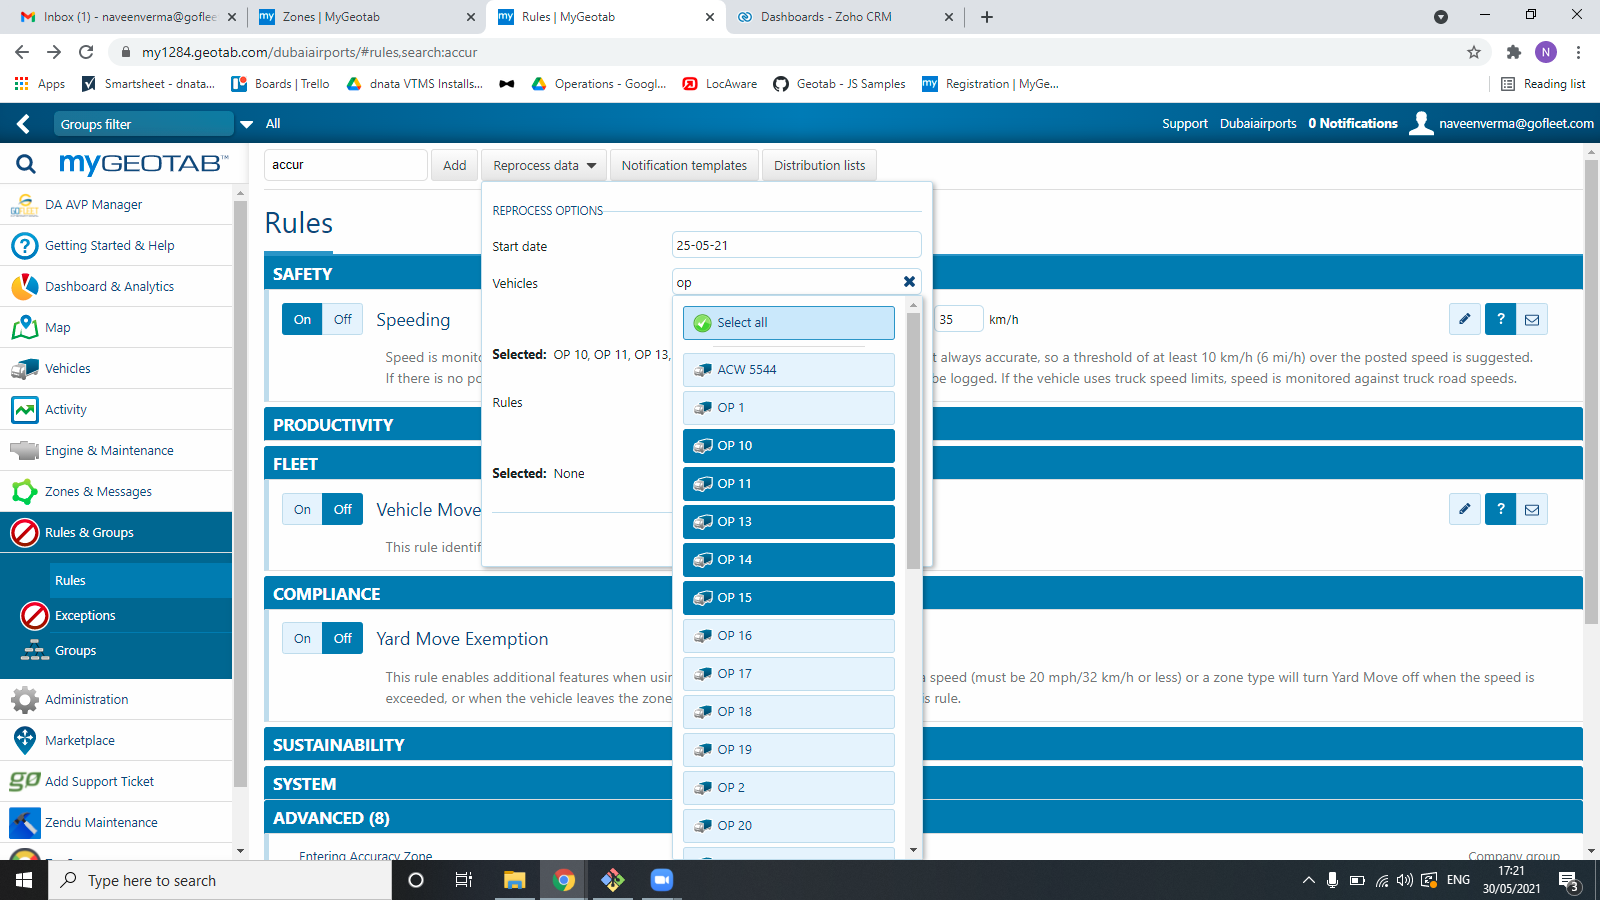 Inbox (1) - naveenverma@gofle
Zones | MyGeotab
Rules | MyGeotab
Dashboards - Zoho CRM
my1284.geotab.com/dubaiairports/#rules,search:accur
N
Apps
Smartsheet - dnata...
Boards | Trello
dnata VTMS Installs...
Operations - Googl...
LocAware
Geotab - JS Samples
my Registration | MyGe...
Reading list
Groups filter
All
Support
Dubaiairports
0 Notifications
naveenverma@gofleet.com
myGEOTAB™
accur
Add
Reprocess data
Notification templates
Distribution lists
DA AVP Manager
Getting Started & Help
Dashboard & Analytics
Map
Vehicles
Activity
Engine & Maintenance
Zones & Messages
Rules & Groups
Rules
Exceptions
Groups
Administration
Marketplace
go Add Support Ticket
Zendu Maintenance
Rules
REPROCESS OPTIONS
Start date
25-05-21
Vehicles
op
Selected: OP 10, OP 11, OP 13,
Rules
Selected: None
Select all
ACW 5544
OP 1
OP 10
OP 11
OP 13
OP 14
OP 15
OP 16
OP 17
OP 18
OP 19
OP 2
OP 20
SAFETY
On Off Speeding
35 km/h
?
Speed is monito
t always accurate, so a threshold of at least 10 km/h (6 mi/h) over the posted speed is suggested.
If there is no po
be logged. If the vehicle uses truck speed limits, speed is monitored against truck road speeds.
PRODUCTIVITY
FLEET
On Off Vehicle Move
?
This rule identif
COMPLIANCE
On Off Yard Move Exemption
This rule enables additional features when usin
a speed (must be 20 mph/32 km/h or less) or a zone type will turn Yard Move off when the speed is
exceeded, or when the vehicle leaves the zone
s rule.
SUSTAINABILITY
SYSTEM
ADVANCED (8)
Entering Accuracy Zone
Company group
Type here to search
ENG
17:21
30/05/2021
3